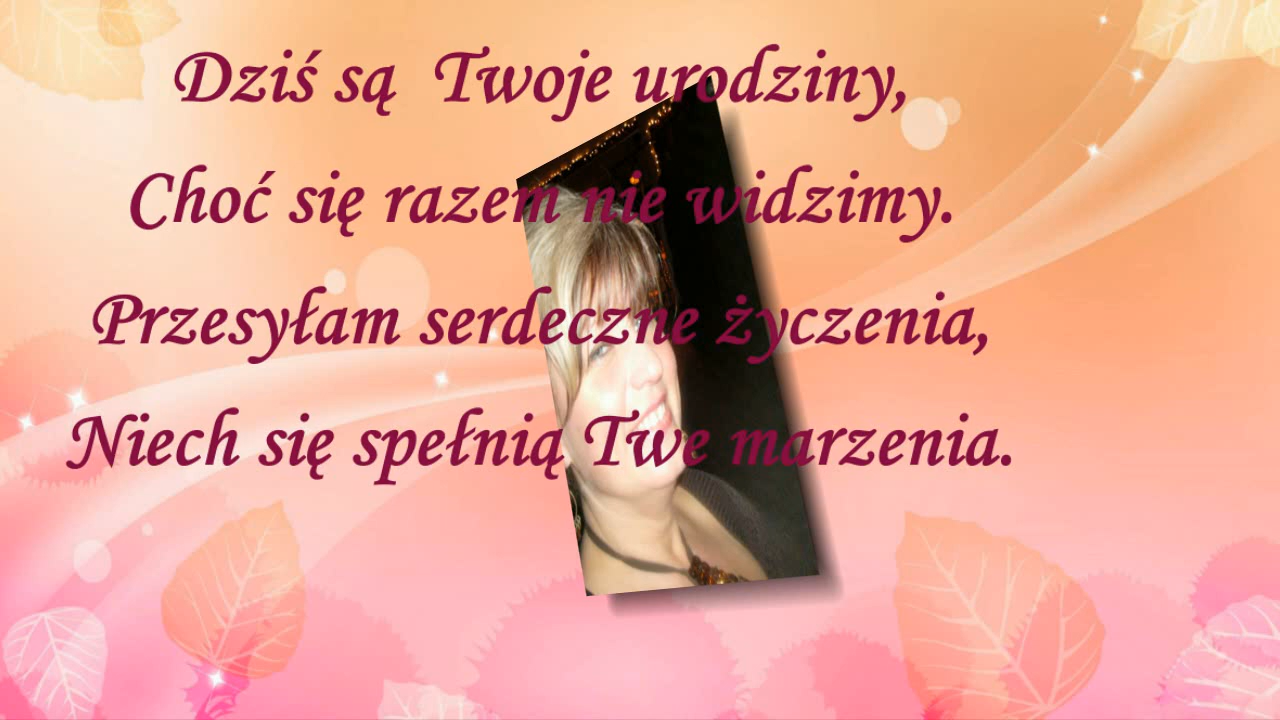 Dziś są Twoje urodziny,
Choć się razem nie widzimy.
Przesyłam serdeczne życzenia,
Niech się spełnią Twe marzenia.